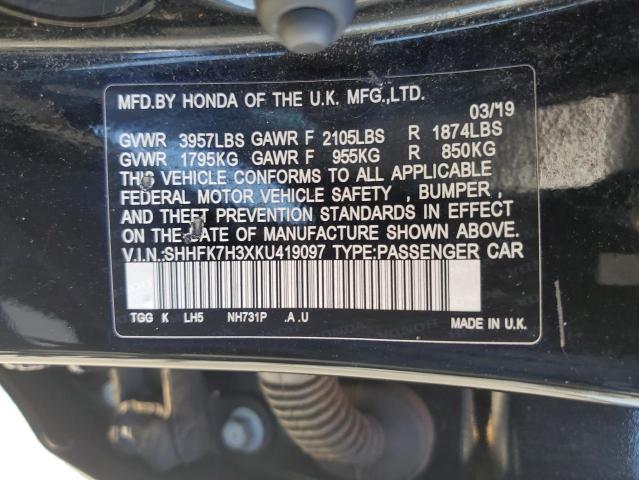 MFD.BY HONDA OF THE U.K. MFG.,LTD.
03/'19
GVWR 3957LBS GAWR F 2105LBS R 1874LBS
GVWR 1795KG GAWR F 955KG R 850KG
THIS VEHICLE CONFORMS TO ALL APPLICABLE
FEDERAL MOTOR VEHICLE SAFETY , BUMPER ,
AND THEFT PREVENTION STANDARDS IN EFFECT
ON THE DATE OF MANUFACTURE SHOWN ABOVE.
V.I.N.:SHHFK7H3XKU419097 TYPE:PASSENGER CAR
TGG K LH5 NH731P .A .U
MADE IN U.K.